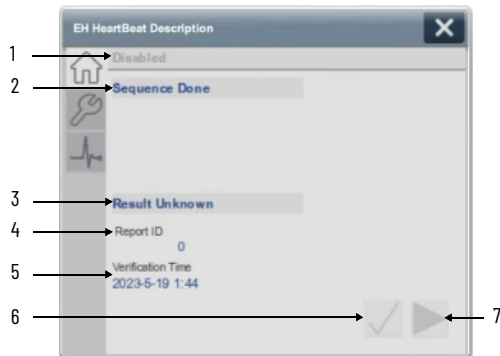 EH HeartBeat Description
1 Disabled
2 Sequence Done
3 Result Unknown
4 Report ID
0
5 Verification Time
2023-5-19 1:44
6 7